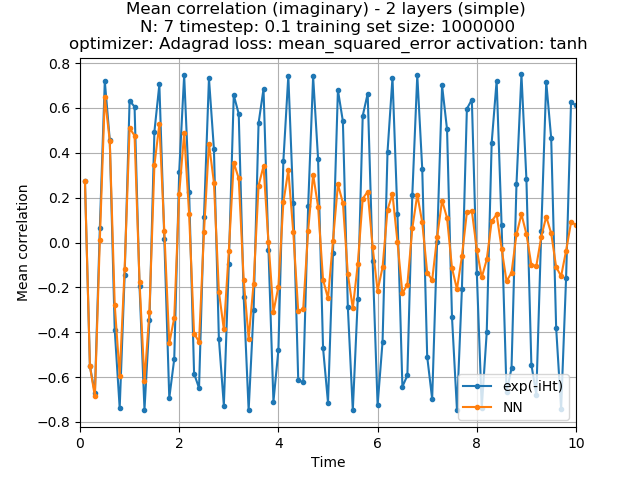 Mean correlation (imaginary) - 2 layers (simple)
N: 7 timestep: 0.1 training set size: 1000000
optimizer: Adagrad loss: mean_squared_error activation: tanh
0.8
0.6
0.4
0.2
0.0
−0.2
−0.4
−0.6
−0.8
Mean correlation
0 2 4 6 8 10
Time
exp(-iHt)
NN